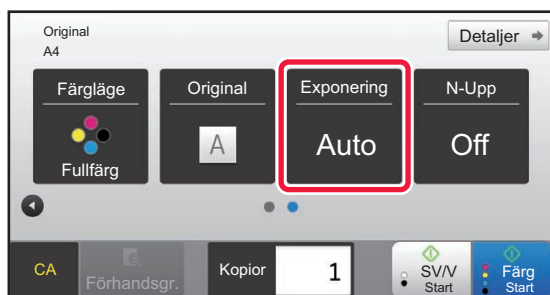 Original
A4
Detaljer
Färgläge
Original
Exponering
N-Upp
A
Auto
Off
Fullfärg
CA
Förhandsgr.
Kopior
1
SV/V
Start
Färg
Start